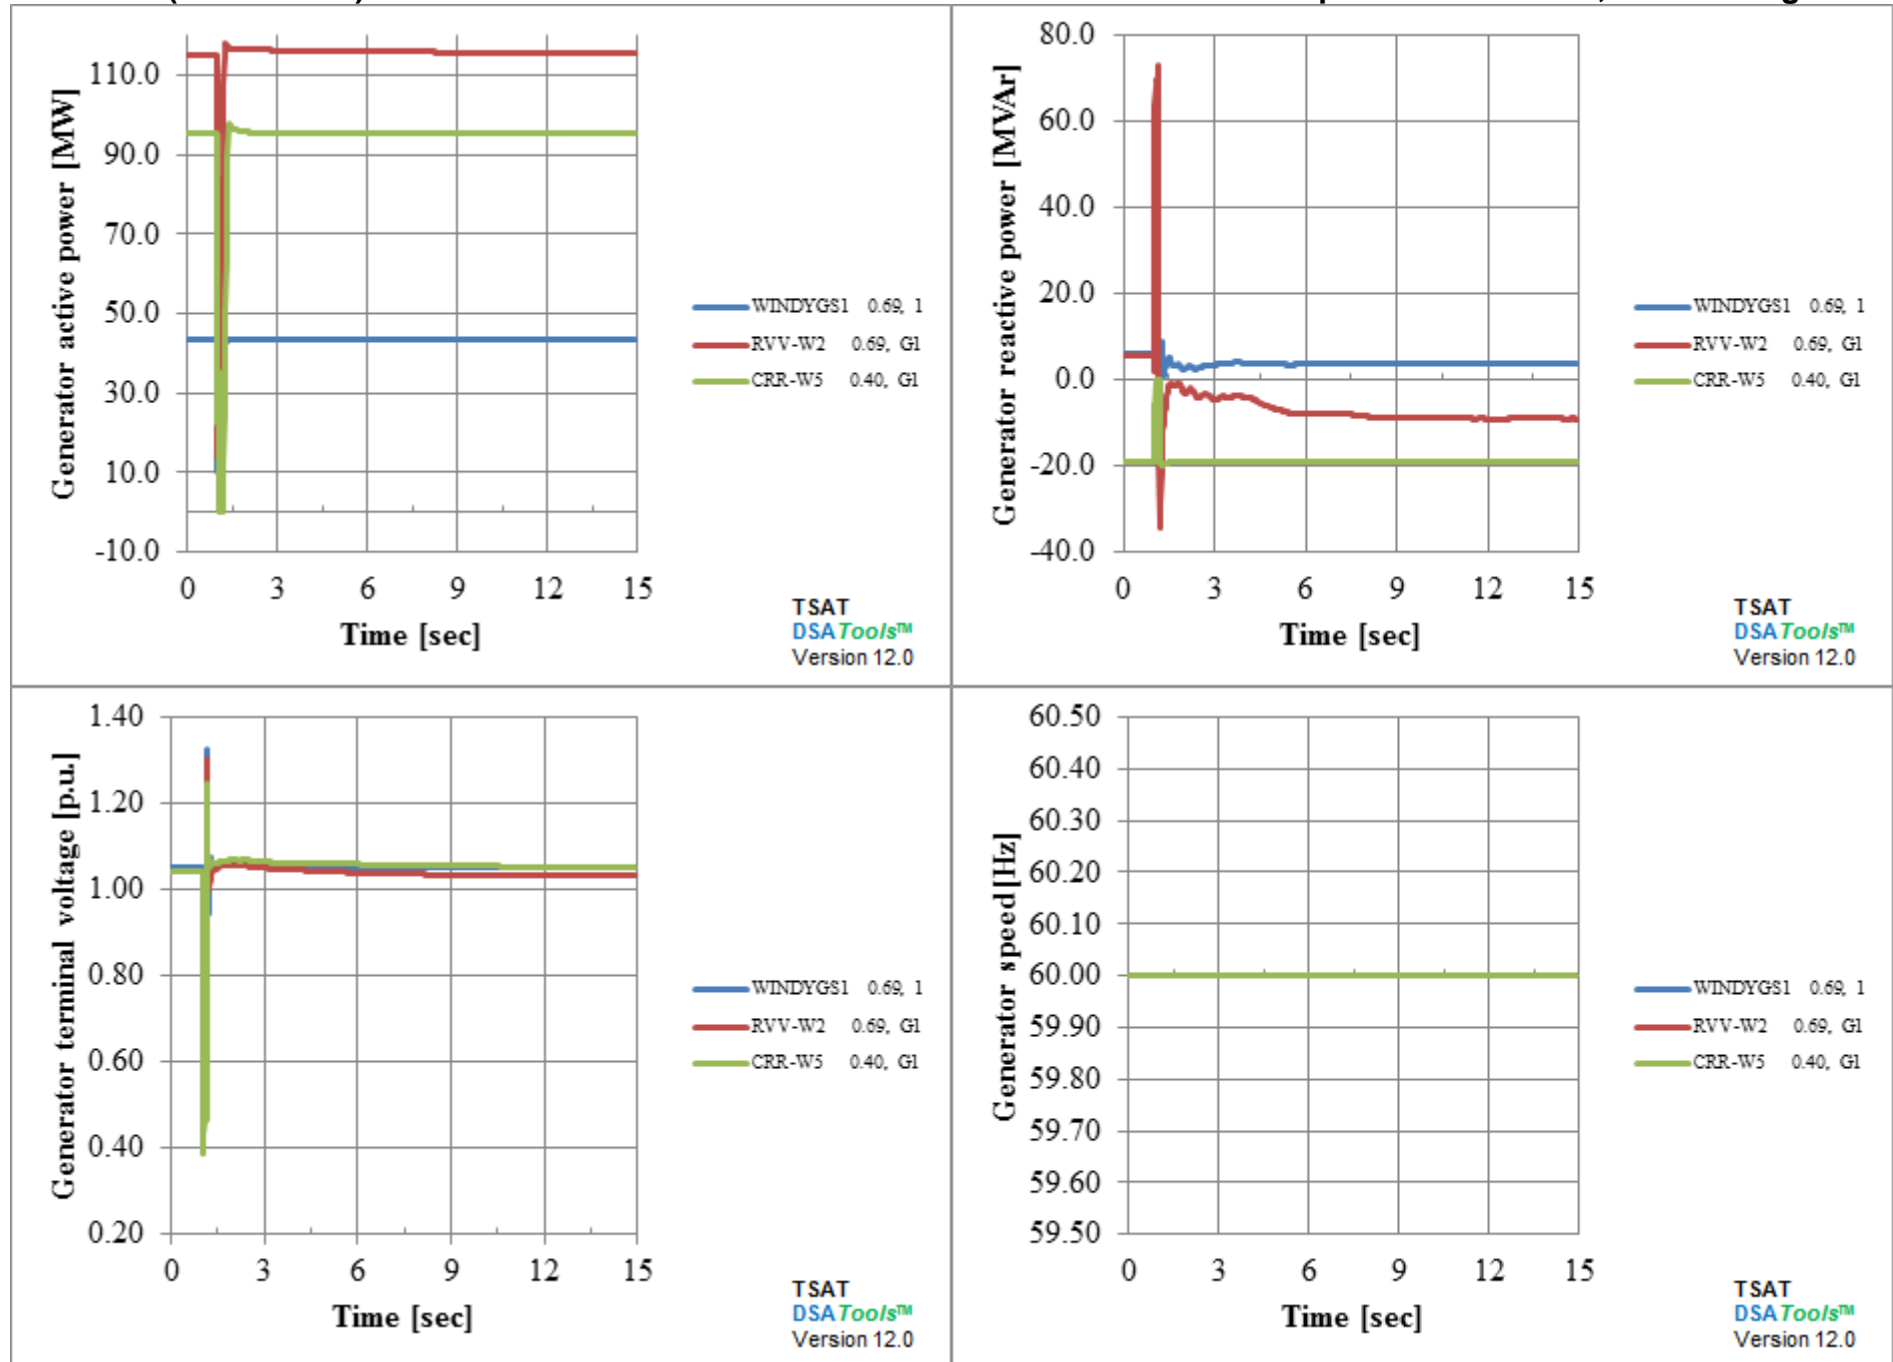 Generator active power [MW]
110.0
90.0
70.0
50.0
30.0
10.0
-10.0
0 3 6 9 12 15
Time [sec]
WINDYGS1 0.69, 1
RVV-W2 0.69, G1
CRR-W5 0.40, G1
TSAT
DSATools™
Version 12.0
Generator reactive power [MVAr]
80.0
60.0
40.0
20.0
0.0
-20.0
-40.0
0 3 6 9 12 15
Time [sec]
WINDYGS1 0.69, 1
RVV-W2 0.69, G1
CRR-W5 0.40, G1
TSAT
DSATools™
Version 12.0
Generator terminal voltage [p.u.]
1.40
1.20
1.00
0.80
0.60
0.40
0.20
0 3 6 9 12 15
Time [sec]
WINDYGS1 0.69, 1
RVV-W2 0.69, G1
CRR-W5 0.40, G1
TSAT
DSATools™
Version 12.0
Generator speed[Hz]
60.50
60.40
60.30
60.20
60.10
60.00
59.90
59.80
59.70
59.60
59.50
0 3 6 9 12 15
Time [sec]
WINDYGS1 0.69, 1
RVV-W2 0.69, G1
CRR-W5 0.40, G1
TSAT
DSATools™
Version 12.0